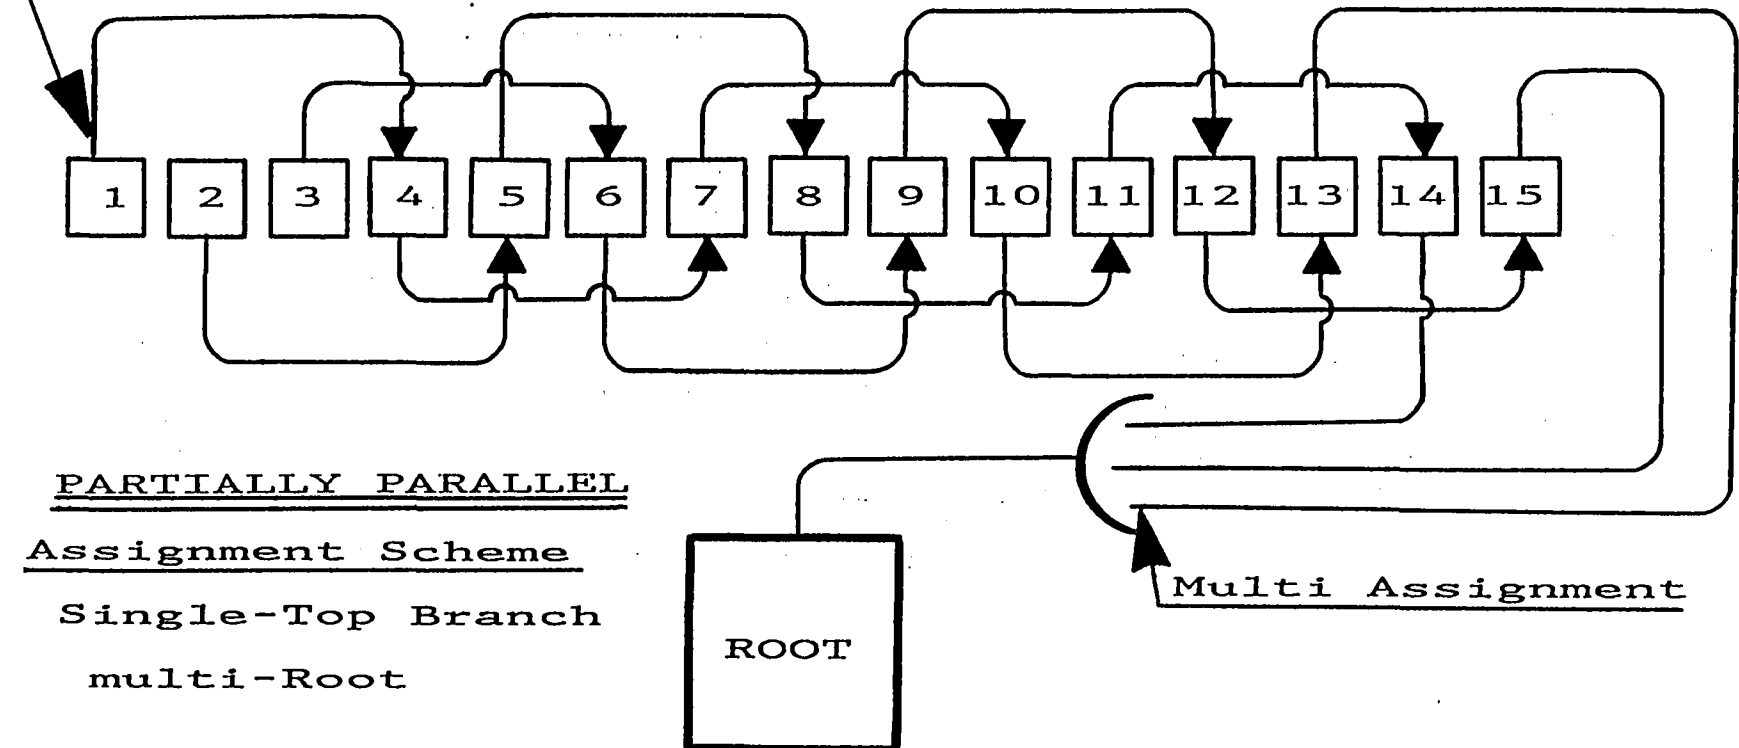 1 2 3 4 5 6 7 8 9 10 11 12 13 14 15
PARTIALLY PARALLEL
Assignment Scheme
Single-Top Branch
multi-Root
ROOT
Multi Assignment